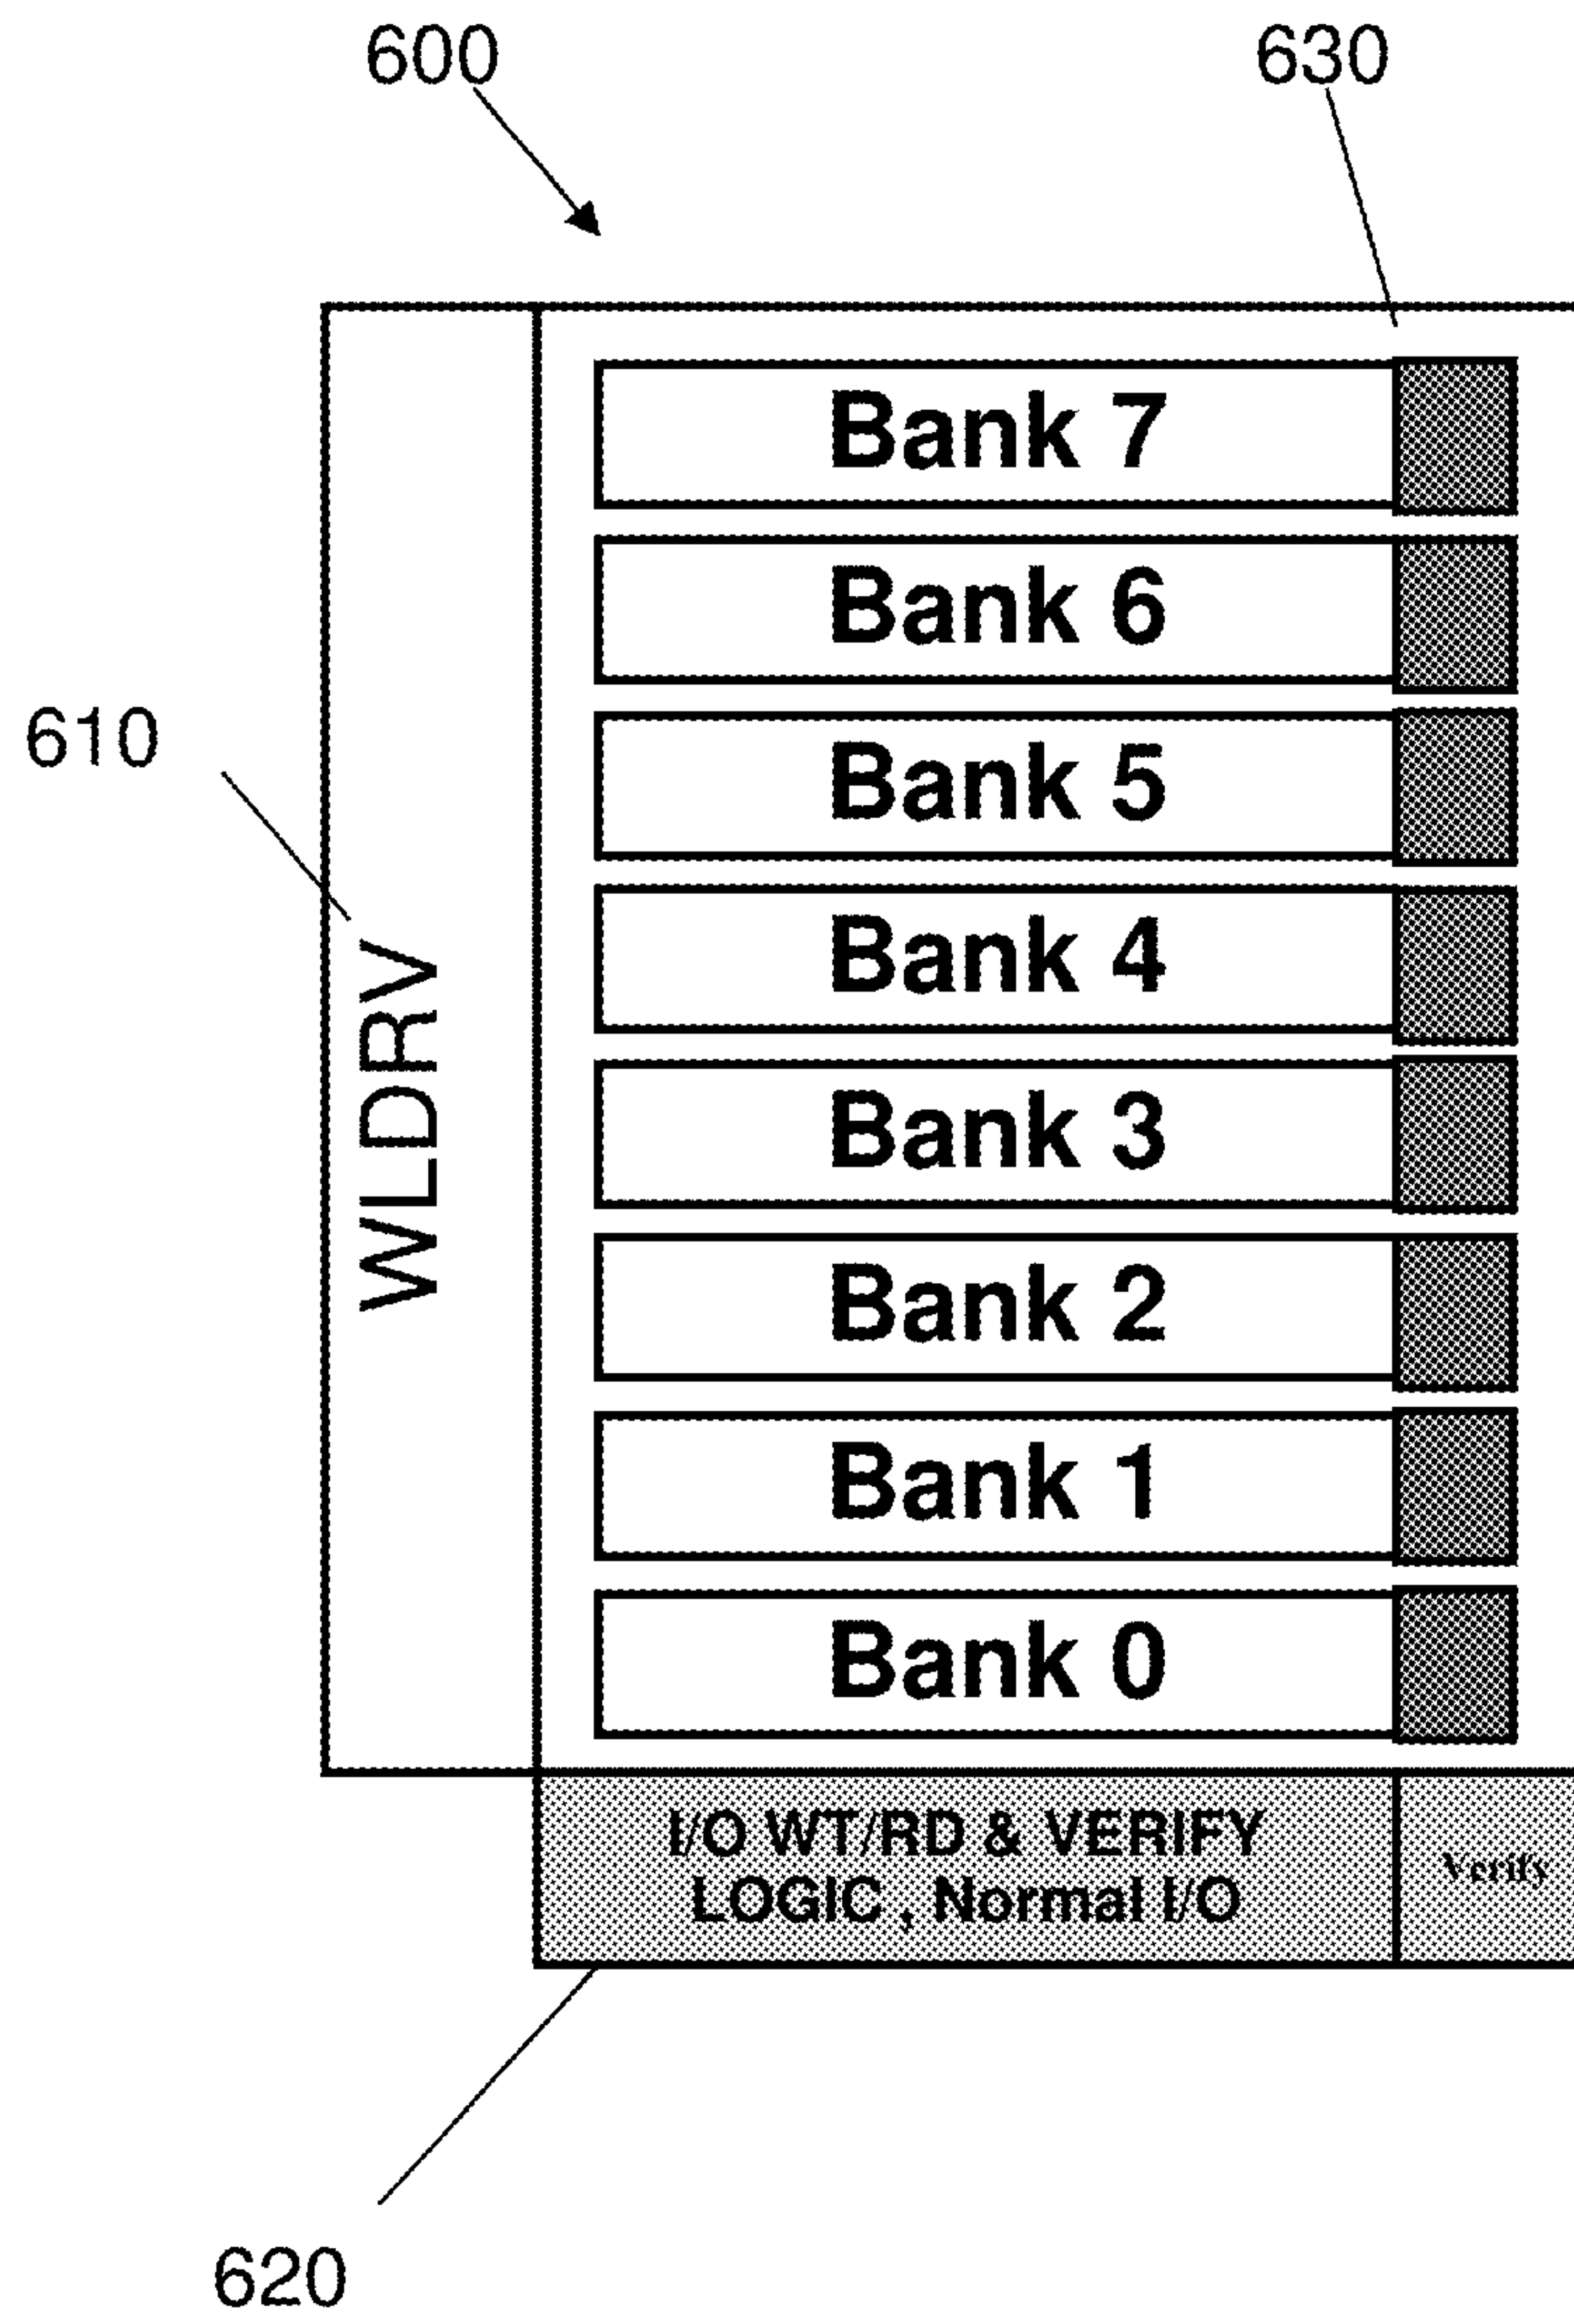 600
630
Bank 7
Bank 6
610
Bank 5
Bank 4
WLDRV
Bank 3
Bank 2
Bank 1
Bank 0
I/O WT/RD & VERIFY
LOGIC , Normal I/O
Verify
620